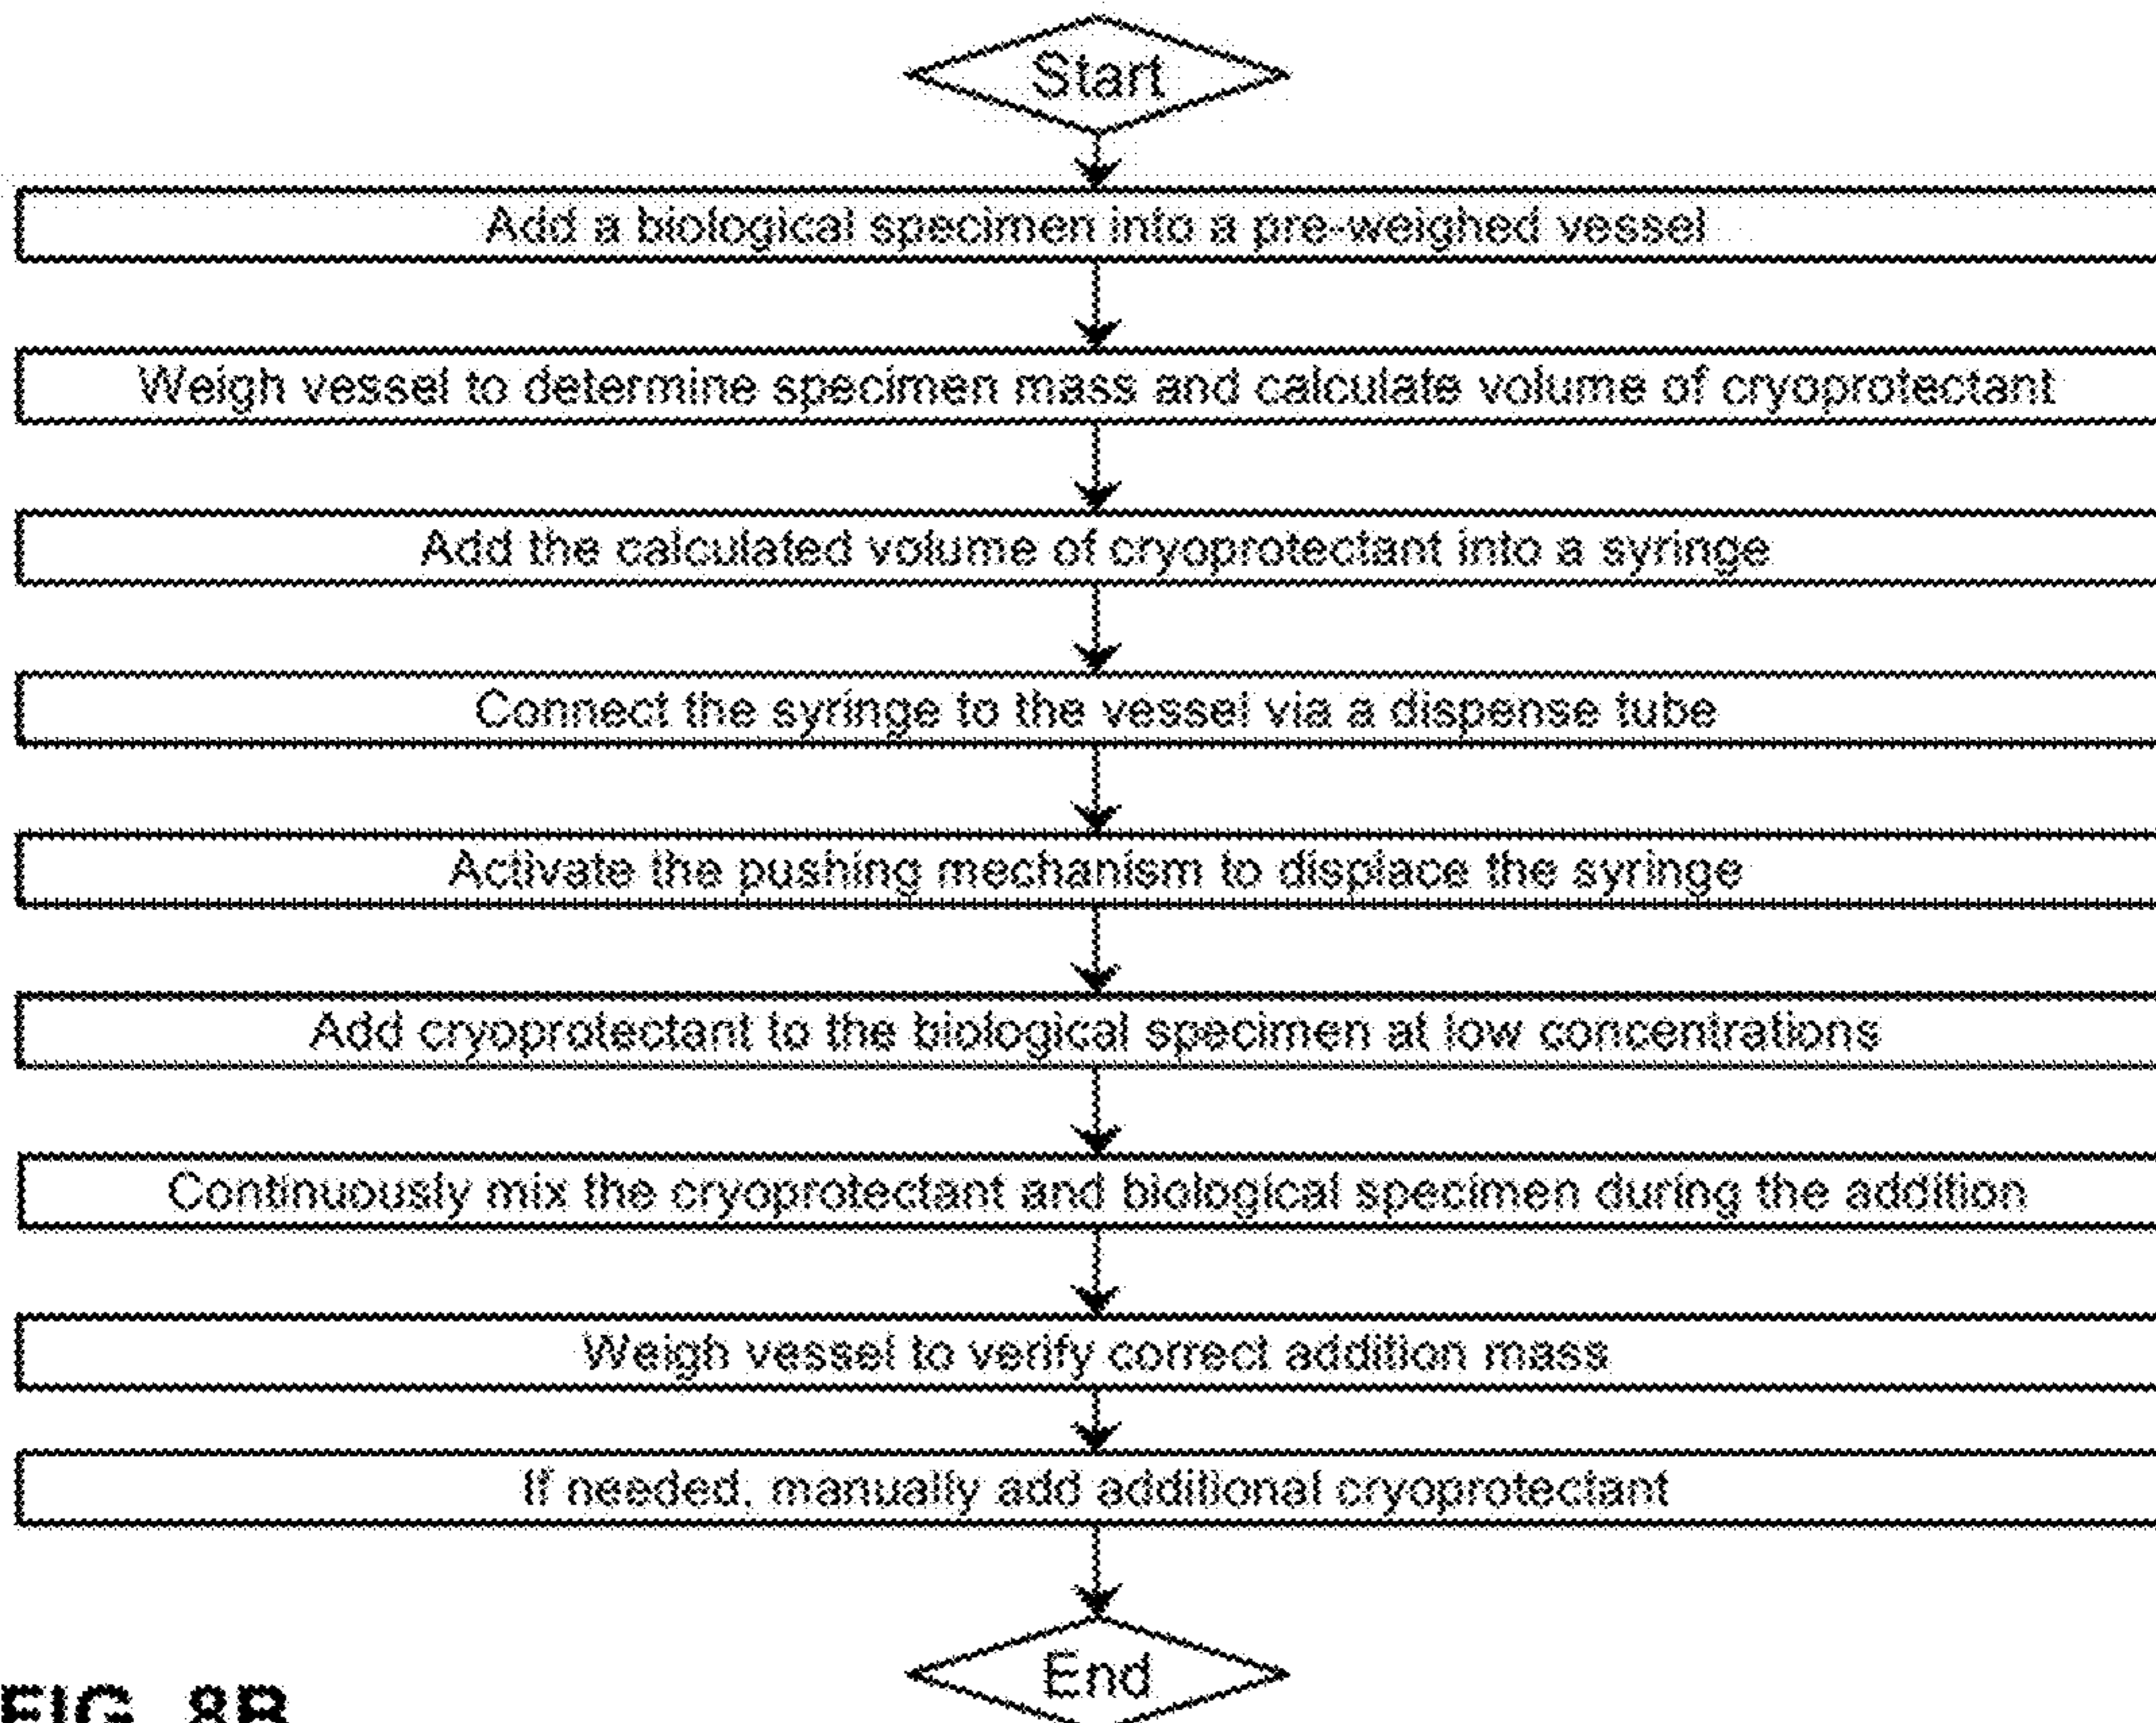 Start
Add a biological specimen into a pre-weighed vessel
Weigh vessel to determine specimen mass and calculate volume of cryoprotectant
Add the calculated volume of cryoprotectant into a syringe
Connect the syringe to the vessel via a dispense tube
Activate the pushing mechanism to displace the syringe
Add cryoprotectant to the biological specimen at low concentrations
Continuously mix the cryoprotectant and biological specimen during the addition
Weigh vessel to verify correct addition mass
If needed, manually add additional cryoprotectant
End
FIG. 8B